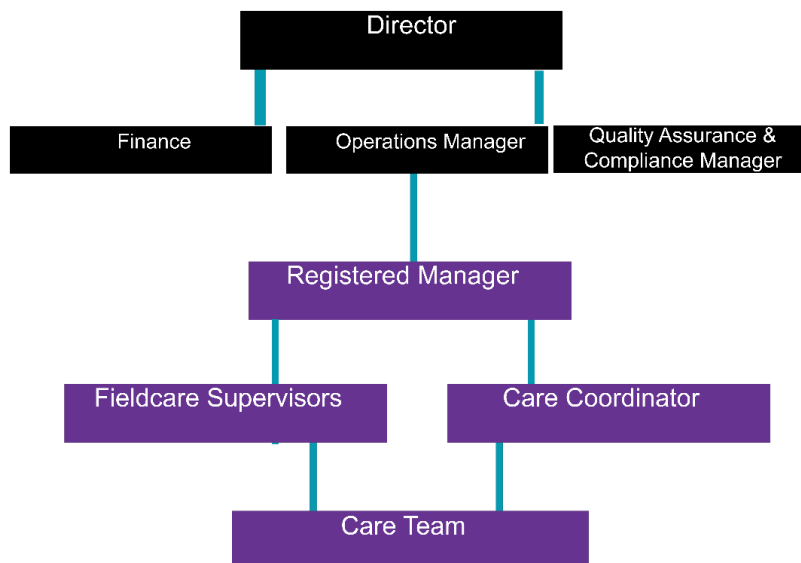 Director
Finance
Operations Manager
Quality Assurance &
Compliance Manager
Registered Manager
Fieldcare Supervisors
Care Coordinator
Care Team